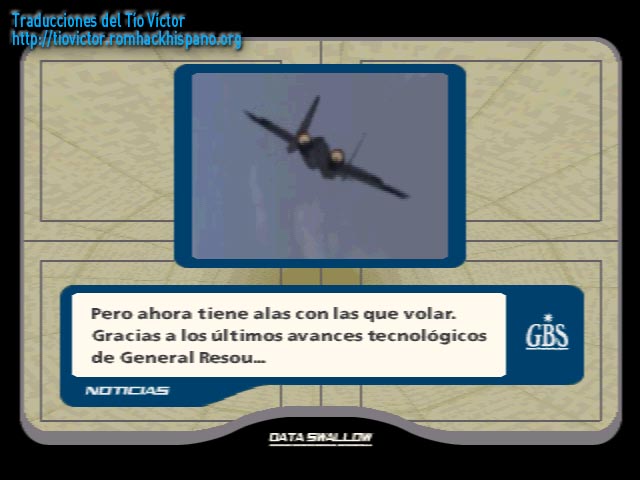 Traducciones del Tio Victor
http://tiovictor.romhackhispano.org
Pero ahora tiene alas con las que volar.
Gracias a los últimos avances tecnológicos
de General Resou...
GBS
NOTICIAS
DATA SWALLOW